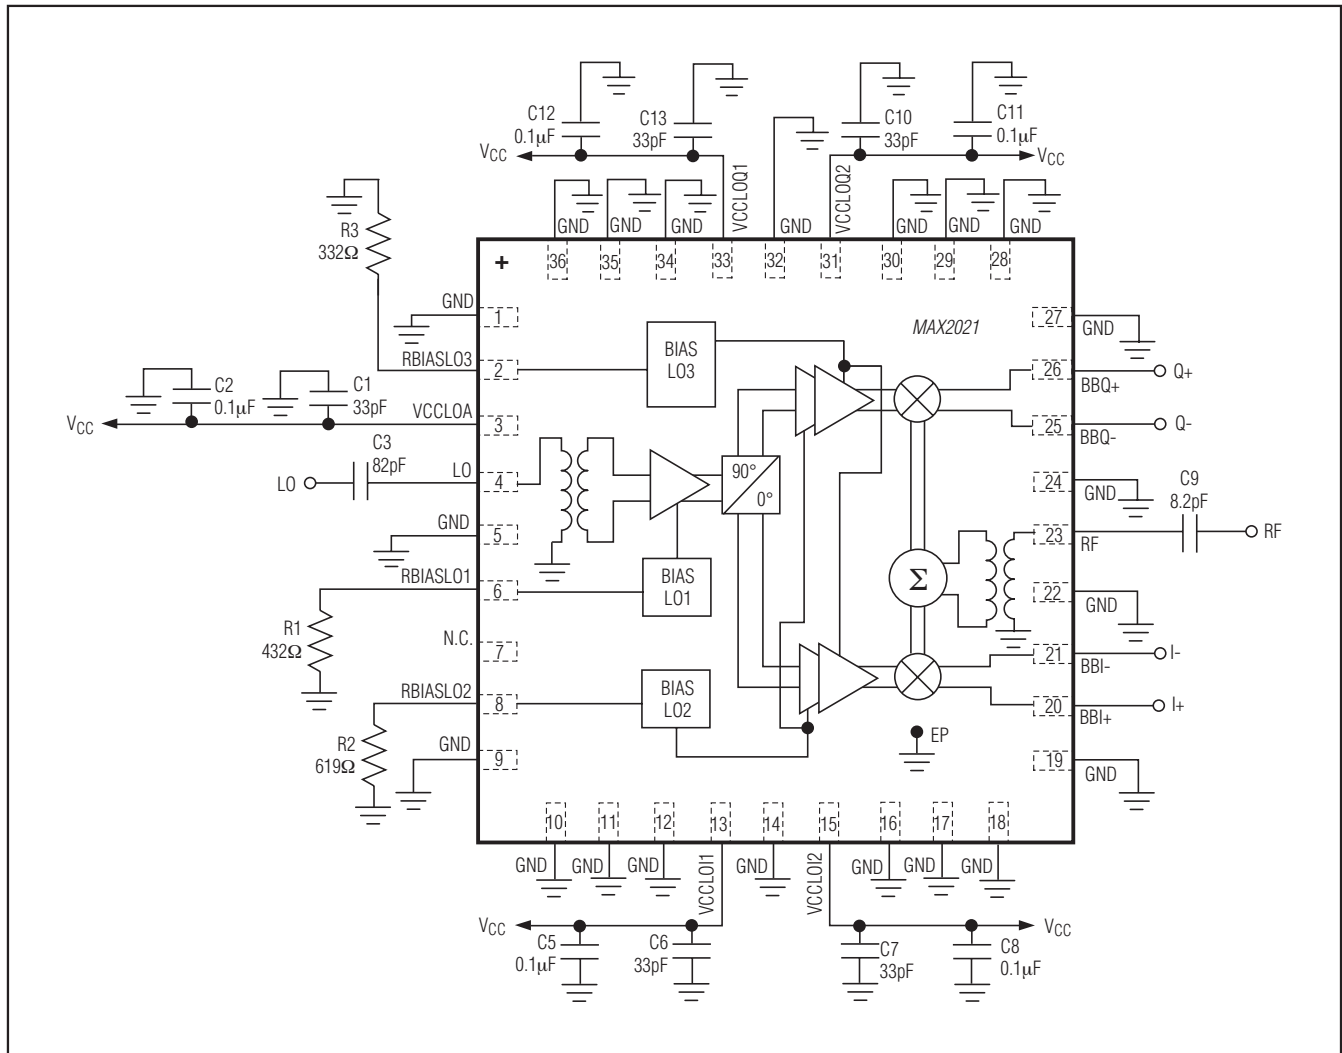 C12
0.1µF
C13
33pF
C10
33pF
C11
0.1µF
VCC
VCC
VCCLOQ1
VCCLOQ2
R3
332Ω
GND
GND
GND
GND
GND
GND
GND
+
36
35
34
33
32
31
30
29
28
MAX2021
GND
1
27
GND
RBIASLO3
2
BIAS
LO3
26
BBQ+
Q+
C2
0.1µF
C1
33pF
VCC
VCCLOA
3
25
BBQ-
Q-
C3
82pF
LO
LO
4
90°
0°
24
GND
C9
8.2pF
GND
5
23
RF
RF
RBIASLO1
6
BIAS
LO1
Σ
22
GND
R1
432Ω
N.C.
7
21
BBI-
I-
RBIASLO2
8
BIAS
LO2
20
BBI+
I+
R2
619Ω
GND
9
EP
19
GND
10
11
12
13
14
15
16
17
18
GND
GND
GND
VCCLOI1
GND
VCCLOI2
GND
GND
GND
VCC
C5
0.1µF
C6
33pF
C7
33pF
C8
0.1µF
VCC